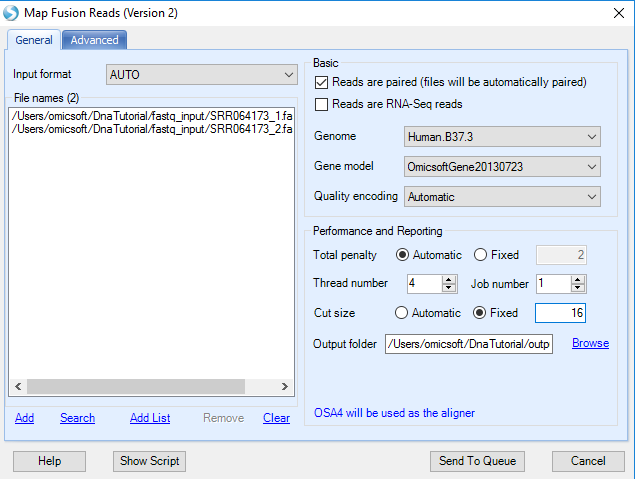 Map Fusion Reads (Version 2)
General
Advanced
Input format
AUTO
File names (2)
/Users/omicsoft/DnaTutorial/fastq_input/SRR064173_1.fa
/Users/omicsoft/DnaTutorial/fastq_input/SRR064173_2.fa
Add
Search
Add List
Remove
Clear
Basic
Reads are paired (files will be automatically paired)
Reads are RNA-Seq reads
Genome
Human.B37.3
Gene model
OmicsoftGene20130723
Quality encoding
Automatic
Perfomance and Reporting
Total penalty
Automatic
Fixed
2
Thread number
4
Job number
1
Cut size
Automatic
Fixed
16
Output folder
/Users/omicsoft/DnaTutorial/outp
Browse
OSA4 will be used as the aligner
Help
Show Script
Send To Queue
Cancel